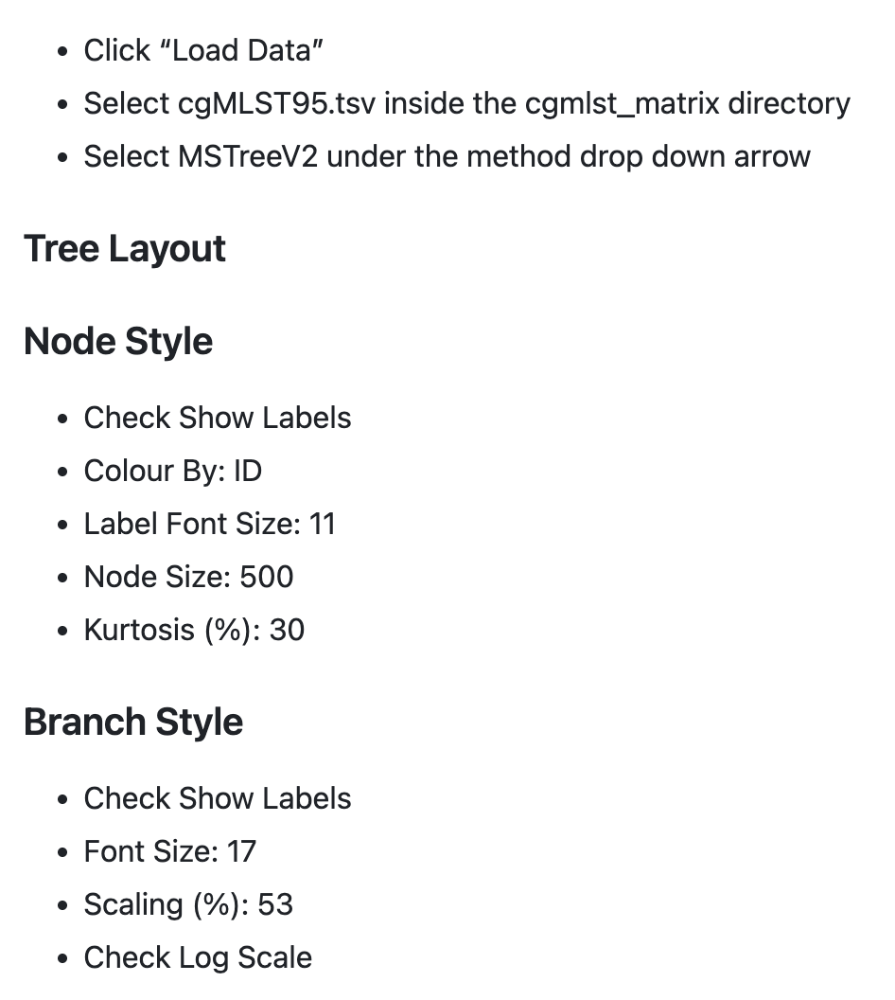 • Click “Load Data”
• Select cgMLST95.tsv inside the cgmlst_matrix directory
• Select MSTreeV2 under the method drop down arrow
Tree Layout
Node Style
• Check Show Labels
• Colour By: ID
• Label Font Size: 11
• Node Size: 500
• Kurtosis (%): 30
Branch Style
• Check Show Labels
• Font Size: 17
• Scaling (%): 53
• Check Log Scale